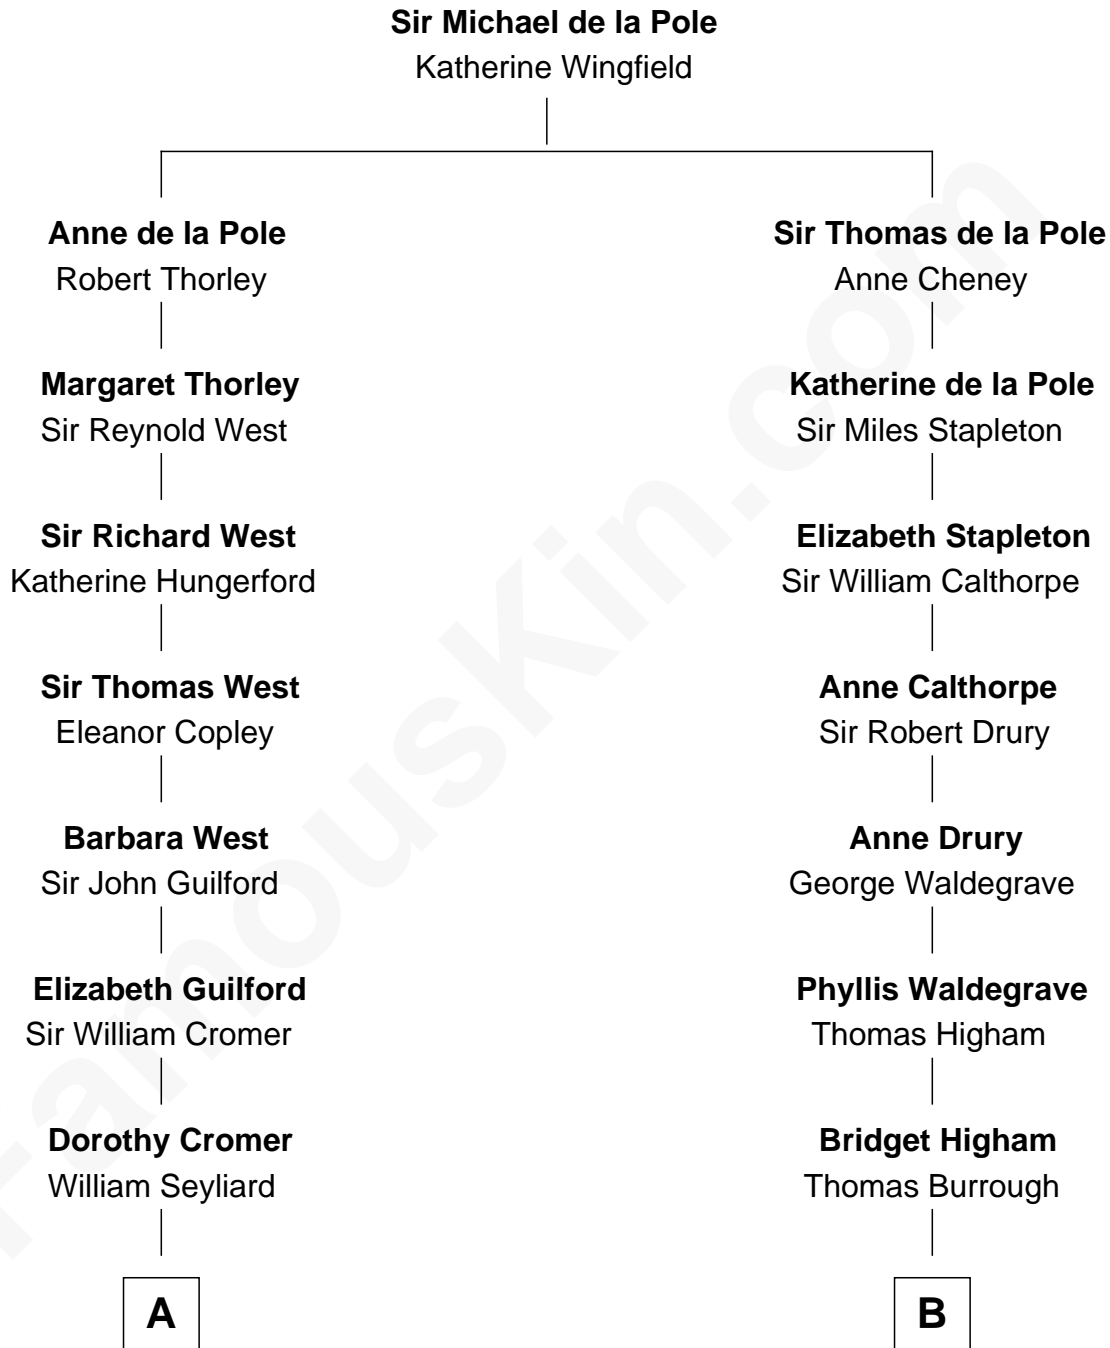 Sir Michael de la Pole
Katherine Wingfield
Anne de la Pole
Robert Thorley
Sir Thomas de la Pole
Anne Cheney
Margaret Thorley
Sir Reynold West
Katherine de la Pole
Sir Miles Stapleton
Sir Richard West
Katherine Hungerford
Elizabeth Stapleton
Sir William Calthorpe
Sir Thomas West
Eleanor Copley
Anne Calthorpe
Sir Robert Drury
Barbara West
Sir John Guilford
Anne Drury
George Waldegrave
Elizabeth Guilford
Sir William Cromer
Phyllis Waldegrave
Thomas Higham
Dorothy Cromer
William Seyliard
Bridget Higham
Thomas Burrough
A
B
FamousKin.com